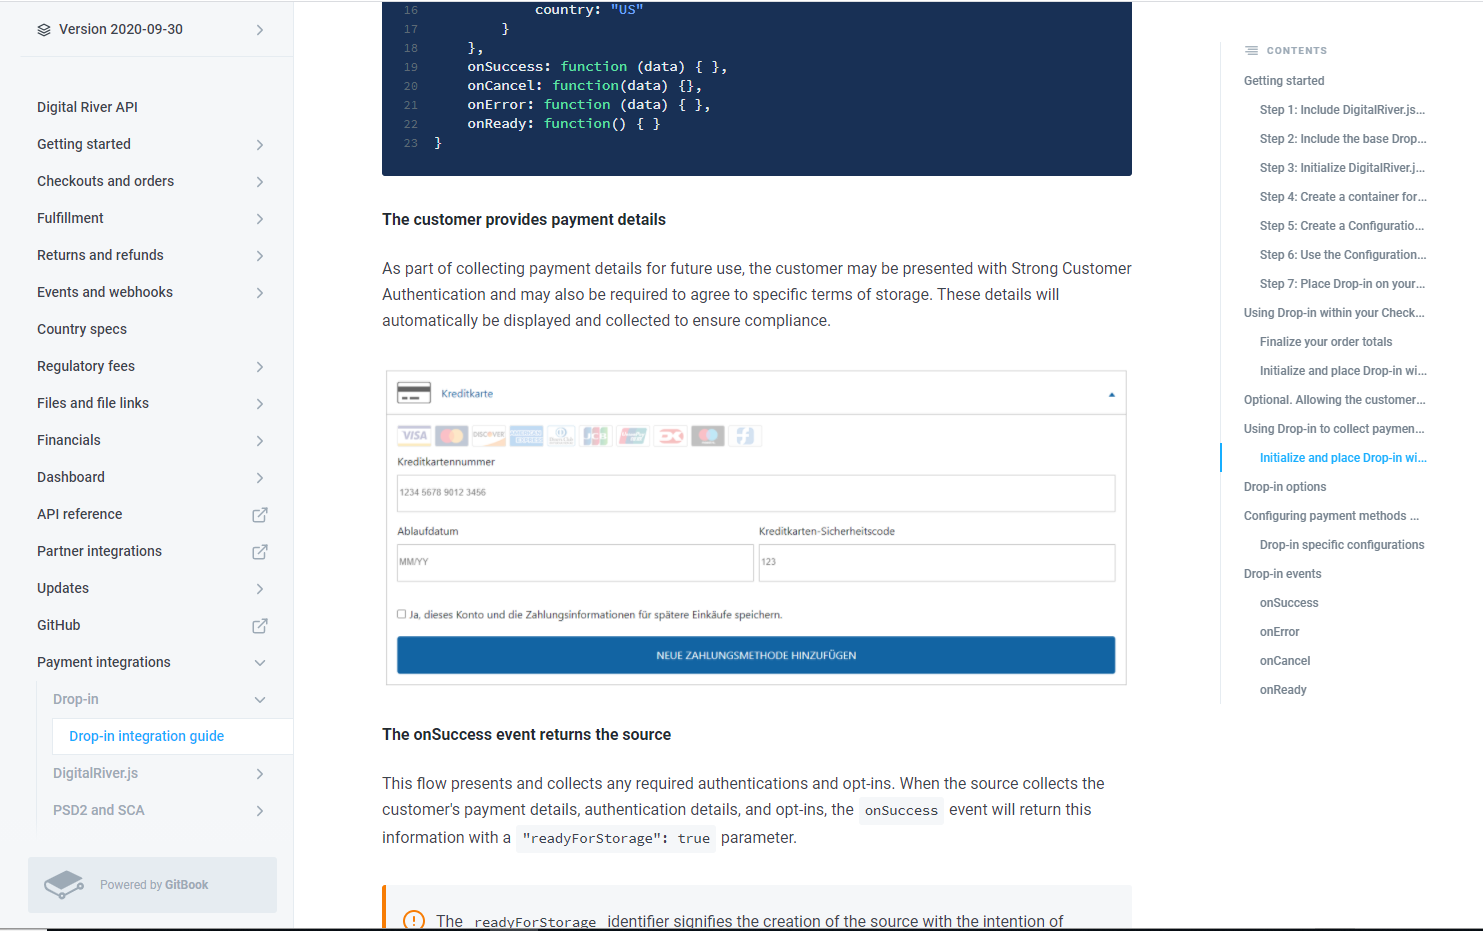 Version 2020-09-30
Digital River API
Getting started
Checkouts and orders
Fulfillment
Returns and refunds
Events and webhooks
Country specs
Regulatory fees
Files and file links
Financials
Dashboard
API reference
Partner integrations
Updates
GitHub
Payment integrations
Drop-in
Drop-in integration guide
DigitalRiver.js
PSD2 and SCA
Powered by GitBook
16 country: "US"
17 }
18 },
19 onSuccess: function (data) { },
20 onCancel: function(data) {},
21 onError: function (data) { },
22 onReady: function() { }
23 }
The customer provides payment details
As part of collecting payment details for future use, the customer may be presented with Strong Customer
Authentication and may also be required to agree to specific terms of storage. These details will
automatically be displayed and collected to ensure compliance.
Kreditkarte
VISA DISCOVER JCB
Kreditkartennummer
1234 5678 9012 3456
Ablaufdatum Kreditkarten-Sicherheitscode
MM/YY 123
Ja, dieses Konto und die Zahlungsinformationen für spätere Einkäufe speichern.
NEUE ZAHLUNGSMETHODE HINZUFÜGEN
The onSuccess event returns the source
This flow presents and collects any required authentications and opt-ins. When the source collects the
customer's payment details, authentication details, and opt-ins, the onSuccess event will return this
information with a "readyForStorage": true parameter.
The readyForStorage identifier signifies the creation of the source with the intention of
CONTENTS
Getting started
Step 1: Include DigitalRiver.js...
Step 2: Include the base Drop...
Step 3: Initialize DigitalRiver.j...
Step 4: Create a container for...
Step 5: Create a Configuratio...
Step 6: Use the Configuration...
Step 7: Place Drop-in on your...
Using Drop-in within your Check...
Finalize your order totals
Initialize and place Drop-in wi...
Optional. Allowing the customer...
Using Drop-in to collect paymen...
Initialize and place Drop-in wi...
Drop-in options
Configuring payment methods ...
Drop-in specific configurations
Drop-in events
onSuccess
onError
onCancel
onReady